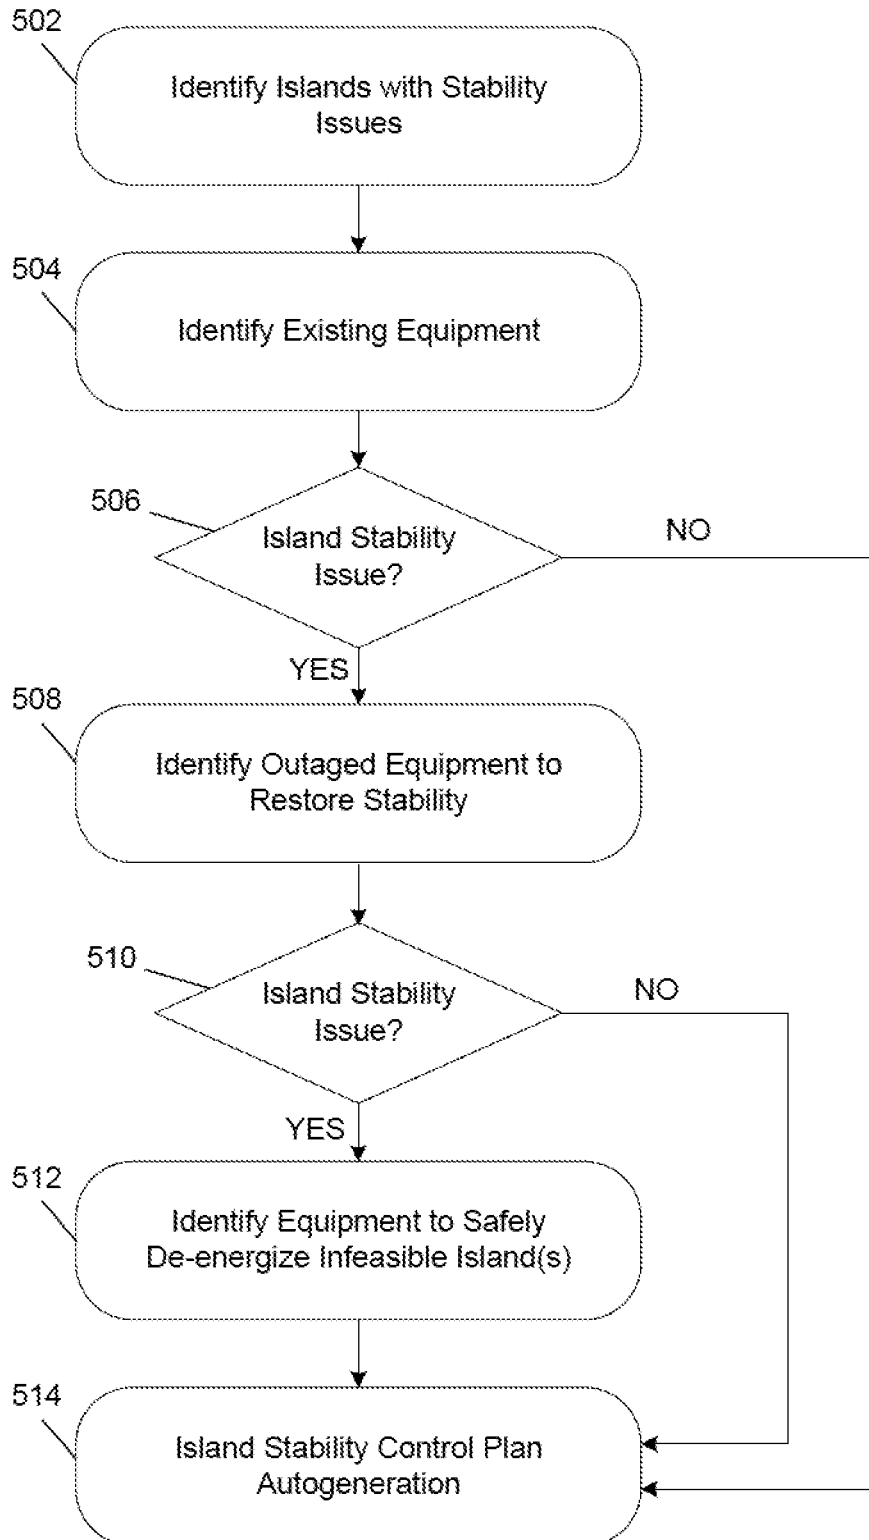 502
Identify Islands with Stability
Issues
504
Identify Existing Equipment
506
Island Stability
Issue?
NO
YES
508
Identify Outaged Equipment to
Restore Stability
510
Island Stability
Issue?
NO
YES
512
Identify Equipment to Safely
De-energize Infeasible Island(s)
514
Island Stability Control Plan
Autogeneration